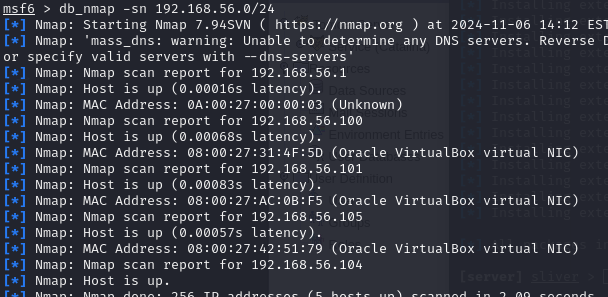 msf6 > db_nmap -sn 192.168.56.0/24
[*] Nmap: Starting Nmap 7.94SVN ( https://nmap.org ) at 2024-11-06 14:12 EST
[*] Nmap: 'mass_dns: warning: Unable to determine any DNS servers. Reverse D
or specify valid servers with --dns-servers'
[*] Nmap: Nmap scan report for 192.168.56.1
[*] Nmap: Host is up (0.00016s latency).
[*] Nmap: MAC Address: 0A:00:27:00:00:03 (Unknown)
[*] Nmap: Nmap scan report for 192.168.56.100
[*] Nmap: Host is up (0.00068s latency).
[*] Nmap: MAC Address: 08:00:27:31:4F:5D (Oracle VirtualBox virtual NIC)
[*] Nmap: Nmap scan report for 192.168.56.101
[*] Nmap: Host is up (0.00083s latency).
[*] Nmap: MAC Address: 08:00:27:AC:0B:F5 (Oracle VirtualBox virtual NIC)
[*] Nmap: Nmap scan report for 192.168.56.105
[*] Nmap: Host is up (0.00057s latency).
[*] Nmap: MAC Address: 08:00:27:42:51:79 (Oracle VirtualBox virtual NIC)
[*] Nmap: Nmap scan report for 192.168.56.104
[*] Nmap: Host is up.
[*] Nmap: Nmap done: 256 IP addresses (5 hosts up) scanned in 2.09 seconds
[server] sliver >